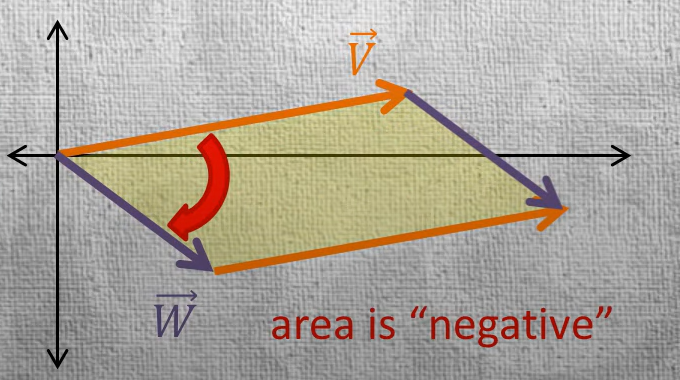 V
W
area is “negative”